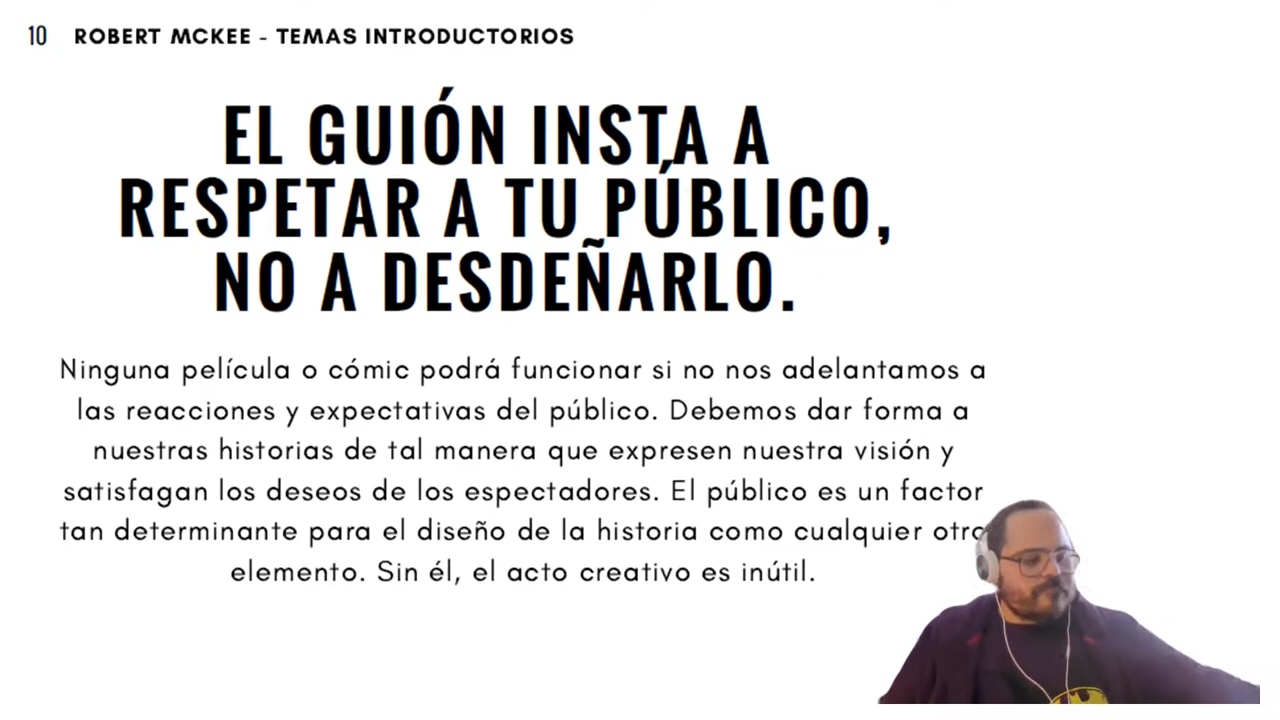 10 ROBERT MCKEE - TEMAS INTRODUCTORIOS
EL GUIÓN INSTA A
RESPETAR A TU PÚBLICO,
NO A DESDEÑARLO.
Ninguna película o cómic podrá funcionar si no nos adelantamos a
las reacciones y expectativas del público. Debemos dar forma a
nuestras historias de tal manera que expresen nuestra visión y
satisfagan los deseos de los espectadores. El público es un factor
tan determinante para el diseño de la historia como cualquier otro
elemento. Sin él, el acto creativo es inútil.